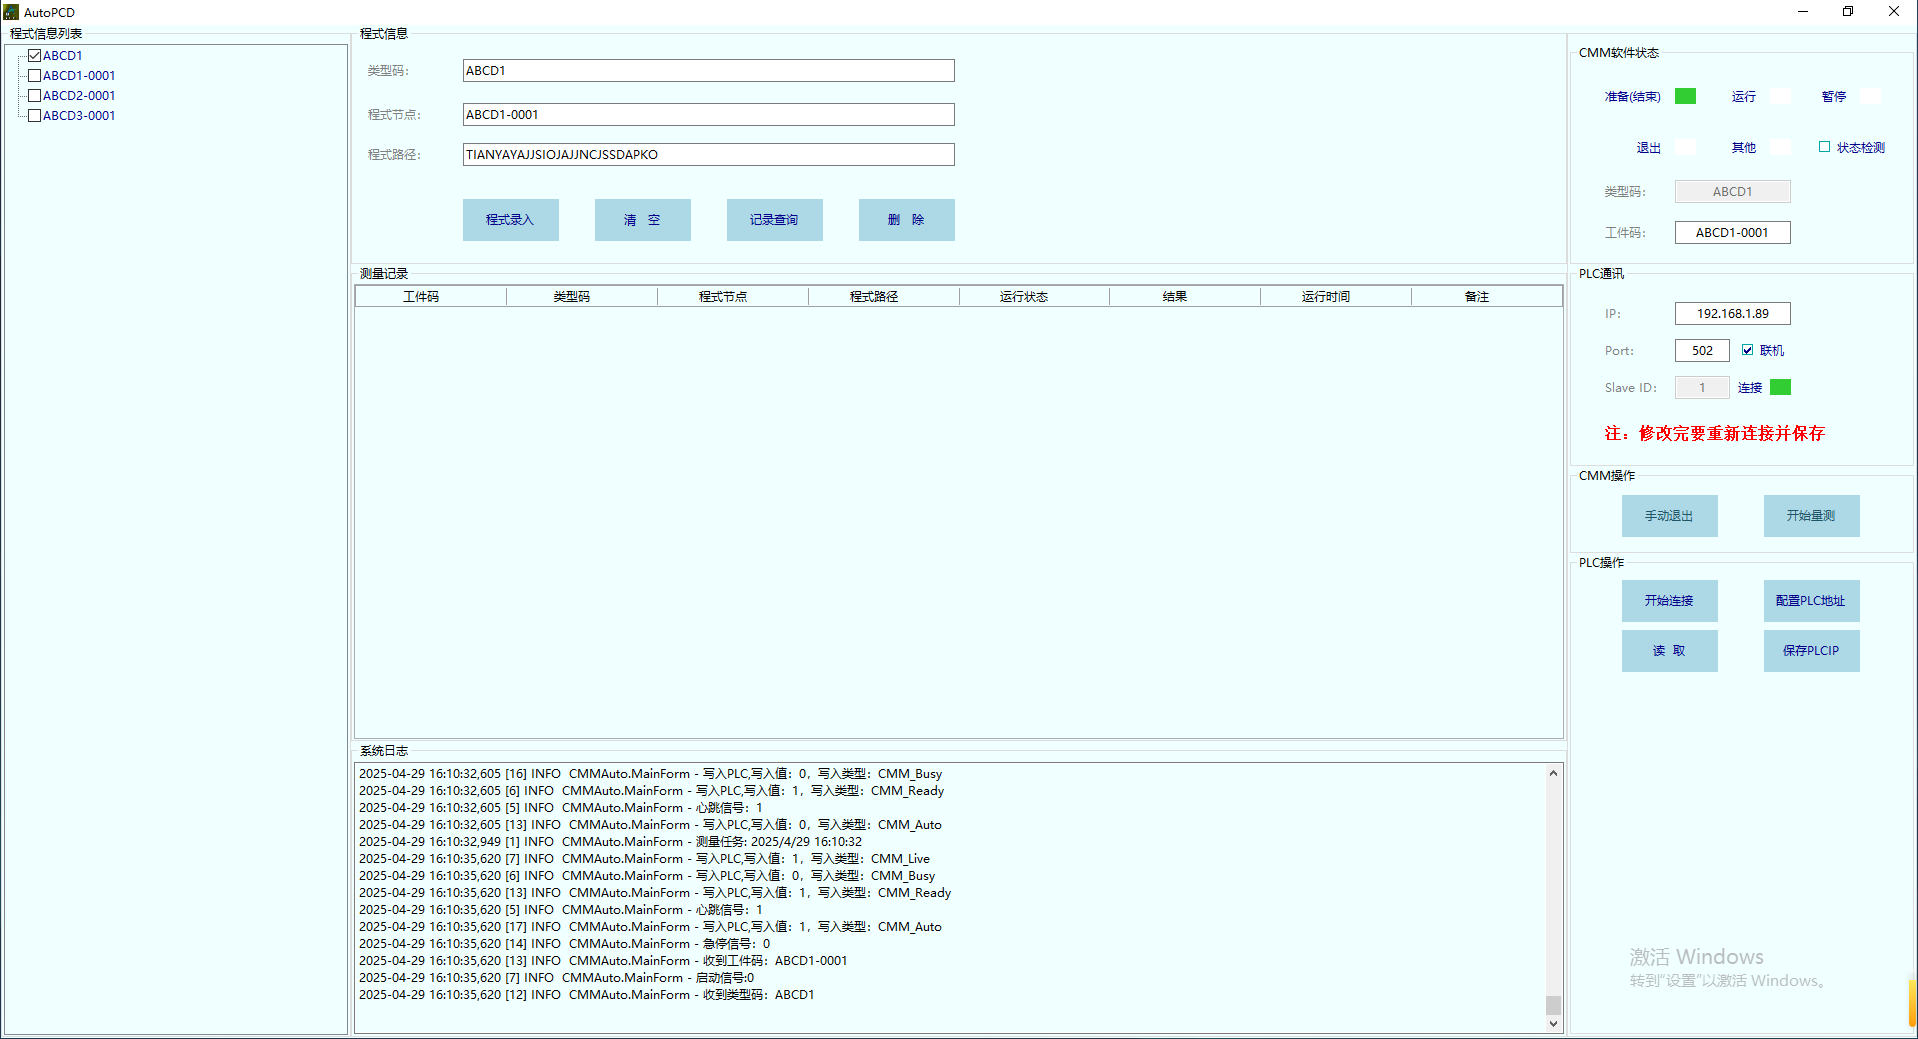 AutoPCD
程式信息列表
ABCD1
ABCD1-0001
ABCD2-0001
ABCD3-0001
程式信息
类型码: ABCD1
程式节点: ABCD1-0001
程式路径: TIANYAYAJJSIOJAJJNCJSSDAPKO
程式录入 清 空 记录查询 删 除
测量记录
工件码 类型码 程式节点 程式路径 运行状态 结果 运行时间 备注
系统日志
2025-04-29 16:10:32,605 [16] INFO CMMAuto.MainForm - 写入PLC,写入值：0，写入类型：CMM_Busy
2025-04-29 16:10:32,605 [6] INFO CMMAuto.MainForm - 写入PLC,写入值：1，写入类型：CMM_Ready
2025-04-29 16:10:32,605 [5] INFO CMMAuto.MainForm - 心跳信号：1
2025-04-29 16:10:32,605 [13] INFO CMMAuto.MainForm - 写入PLC,写入值：0，写入类型：CMM_Auto
2025-04-29 16:10:32,949 [1] INFO CMMAuto.MainForm - 测量任务: 2025/4/29 16:10:32
2025-04-29 16:10:35,620 [7] INFO CMMAuto.MainForm - 写入PLC,写入值：1，写入类型：CMM_Live
2025-04-29 16:10:35,620 [6] INFO CMMAuto.MainForm - 写入PLC,写入值：0，写入类型：CMM_Busy
2025-04-29 16:10:35,620 [13] INFO CMMAuto.MainForm - 写入PLC,写入值：1，写入类型：CMM_Ready
2025-04-29 16:10:35,620 [5] INFO CMMAuto.MainForm - 心跳信号：1
2025-04-29 16:10:35,620 [17] INFO CMMAuto.MainForm - 写入PLC,写入值：1，写入类型：CMM_Auto
2025-04-29 16:10:35,620 [14] INFO CMMAuto.MainForm - 急停信号：0
2025-04-29 16:10:35,620 [13] INFO CMMAuto.MainForm - 收到工件码：ABCD1-0001
2025-04-29 16:10:35,620 [7] INFO CMMAuto.MainForm - 启动信号:0
2025-04-29 16:10:35,620 [12] INFO CMMAuto.MainForm - 收到类型码：ABCD1
CMM软件状态
准备(结束) 运行 暂停
退出 其他 状态检测
类型码: ABCD1
工件码: ABCD1-0001
PLC通讯
IP: 192.168.1.89
Port: 502 联机
Slave ID: 1 连接
注：修改完要重新连接并保存
CMM操作
手动退出 开始量测
PLC操作
开始连接 配置PLC地址
读 取 保存PLCIP
激活 Windows
转到“设置”以激活 Windows。